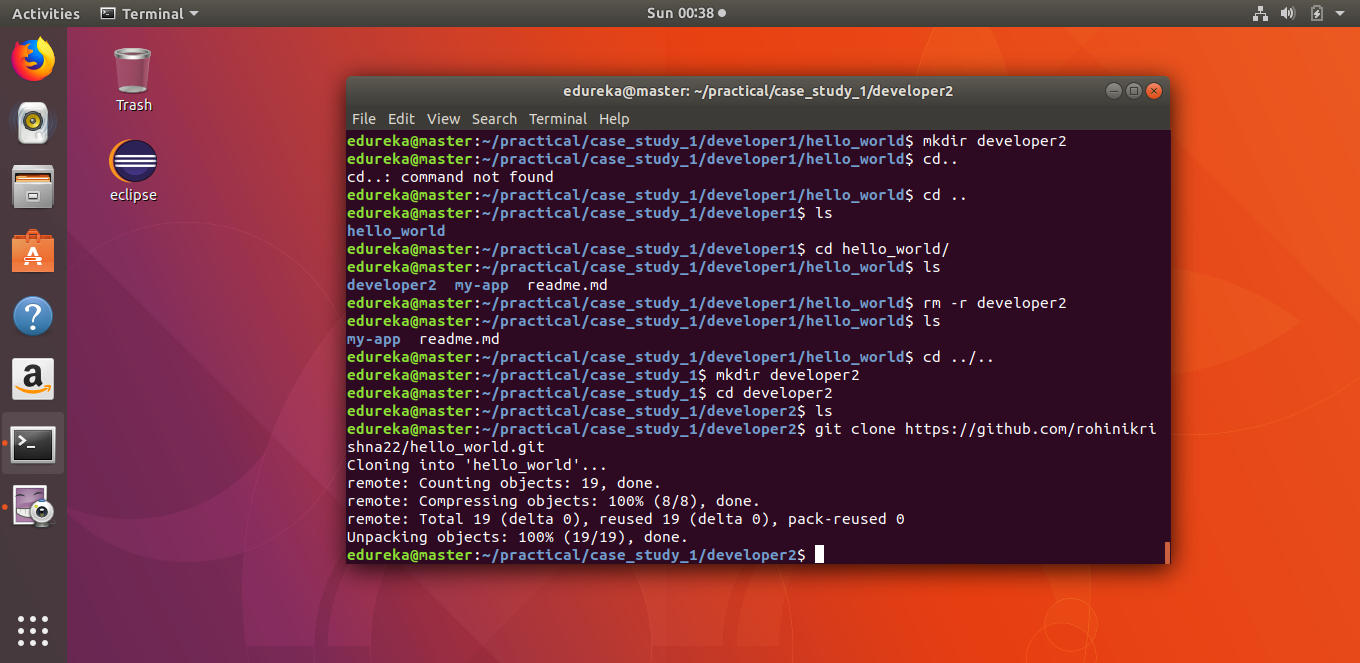 Activities Terminal Sun 00:38
Trash
eclipse
edureka@master: ~/practical/case_study_1/developer2
File Edit View Search Terminal Help
edureka@master:~/practical/case_study_1/developer1/hello_world$ mkdir developer2
edureka@master:~/practical/case_study_1/developer1/hello_world$ cd..
cd..: command not found
edureka@master:~/practical/case_study_1/developer1/hello_world$ cd ..
edureka@master:~/practical/case_study_1/developer1$ ls
hello_world
edureka@master:~/practical/case_study_1/developer1$ cd hello_world/
edureka@master:~/practical/case_study_1/developer1/hello_world$ ls
developer2  my-app  readme.md
edureka@master:~/practical/case_study_1/developer1/hello_world$ rm -r developer2
edureka@master:~/practical/case_study_1/developer1/hello_world$ ls
my-app  readme.md
edureka@master:~/practical/case_study_1/developer1/hello_world$ cd ../..
edureka@master:~/practical/case_study_1$ mkdir developer2
edureka@master:~/practical/case_study_1$ cd developer2
edureka@master:~/practical/case_study_1/developer2$ ls
edureka@master:~/practical/case_study_1/developer2$ git clone https://github.com/rohinikri
shna22/hello_world.git
Cloning into 'hello_world'...
remote: Counting objects: 19, done.
remote: Compressing objects: 100% (8/8), done.
remote: Total 19 (delta 0), reused 19 (delta 0), pack-reused 0
Unpacking objects: 100% (19/19), done.
edureka@master:~/practical/case_study_1/developer2$